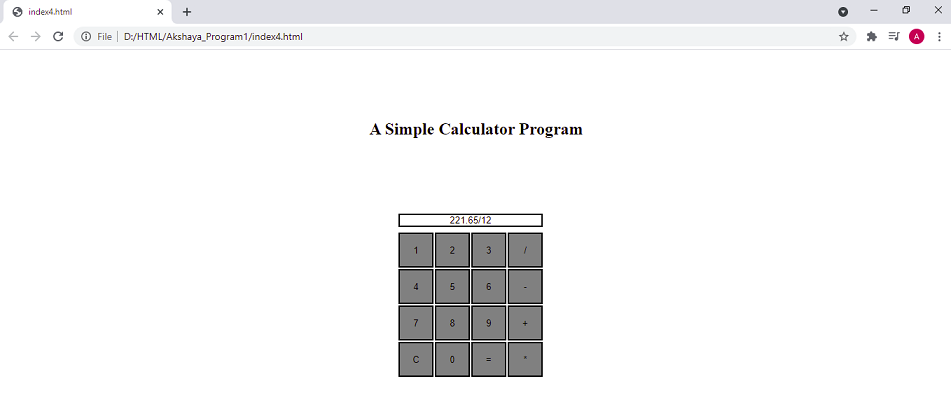 index4.html
File D:/HTML/Akshaya_Program1/index4.html
A
A Simple Calculator Program
221.65/12
1 2 3 /
4 5 6 -
7 8 9 +
C 0 = *